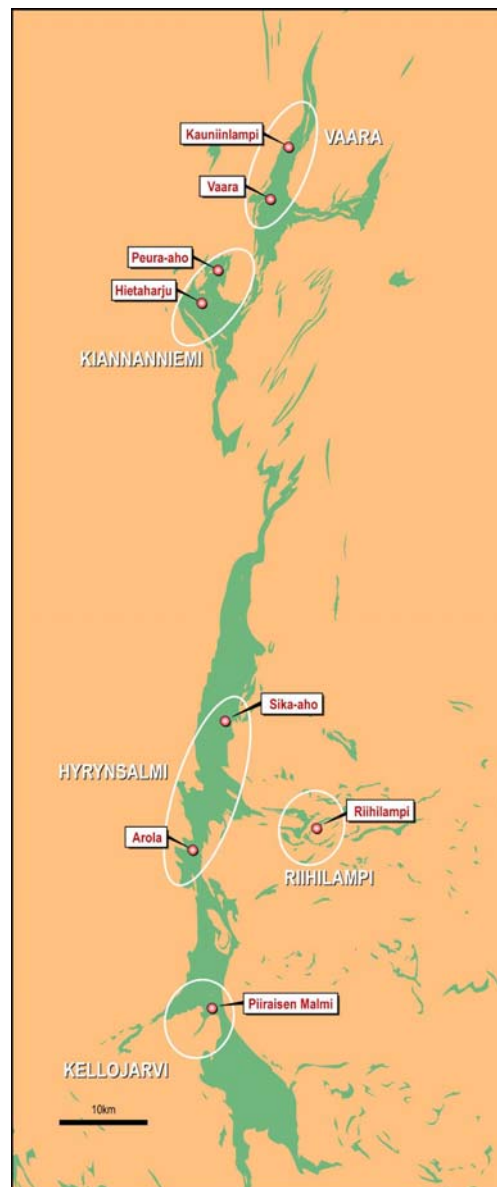 Kauniinlampi
VAARA
Vaara
Peura-aho
Hietaharju
KIANNANNIEMI
Sika-aho
HYRYNSALMI
Riihilampi
Arola
RIIHILAMPI
Piiraisen Malmi
KELLOJARVI
10km